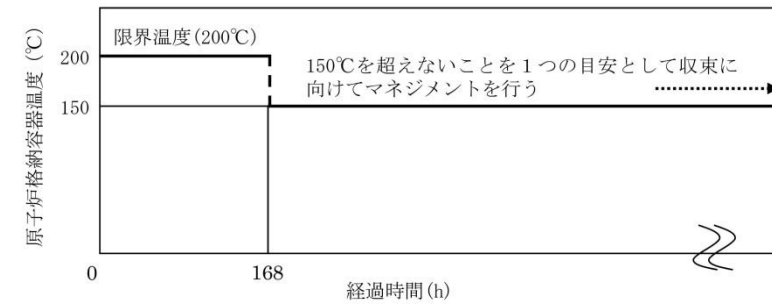 限界温度(200℃)
200
150℃を超えないことを1つの目安として収束に
向けてマネジメントを行う
150
原子炉格納容器温度(℃)
0
168
経過時間(h)